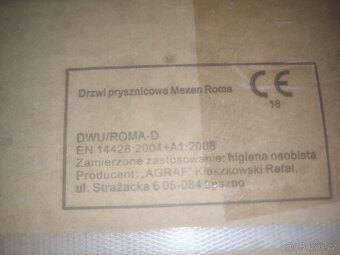 Drzwi prysznicowe Mexen Roma
CE
18
DWU/ROMA-D
EN 14428:2004+A1:2008
Zamierzone zastosowanie: higiena osobista
Producent: „AGRAF" Kleszkowski Rafał,
ul. Strażacka 6 05-084 Leszno